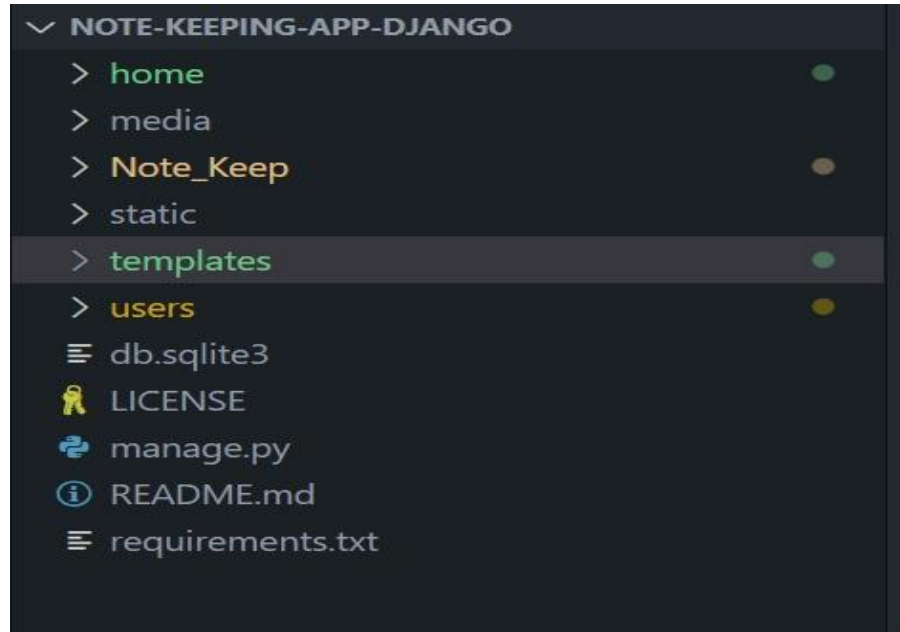 NOTE-KEEPING-APP-DJANGO
home
media
Note_Keep
static
templates
users
db.sqlite3
LICENSE
manage.py
README.md
requirements.txt